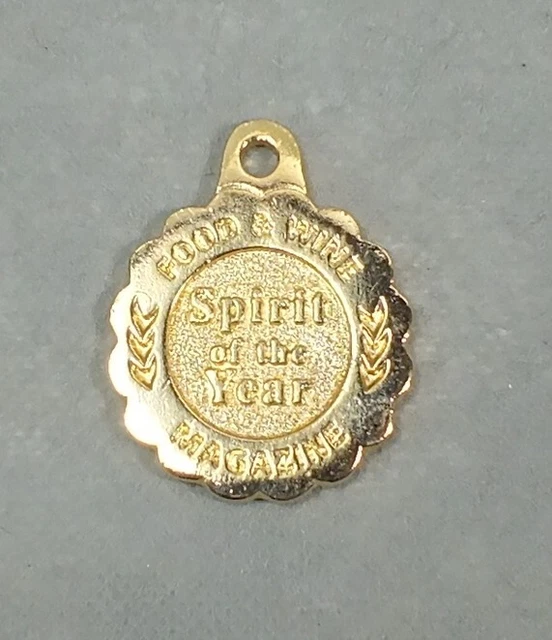 FOOD & WINE
Spirit
of the
Year
MAGAZINE